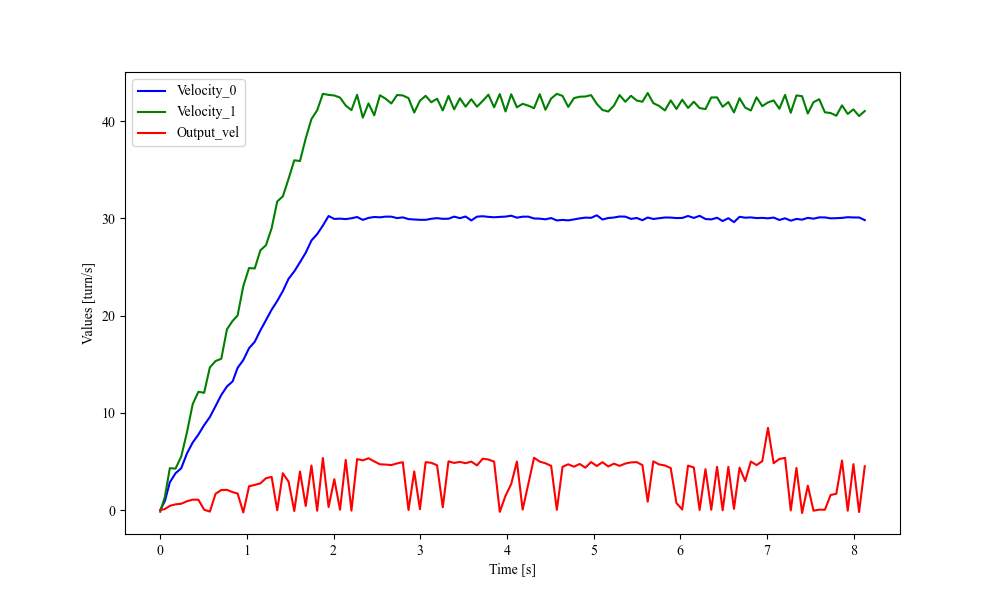 Velocity_0
Velocity_1
Output_vel
Values [turn/s]
40
30
20
10
0
0 1 2 3 4 5 6 7 8
Time [s]